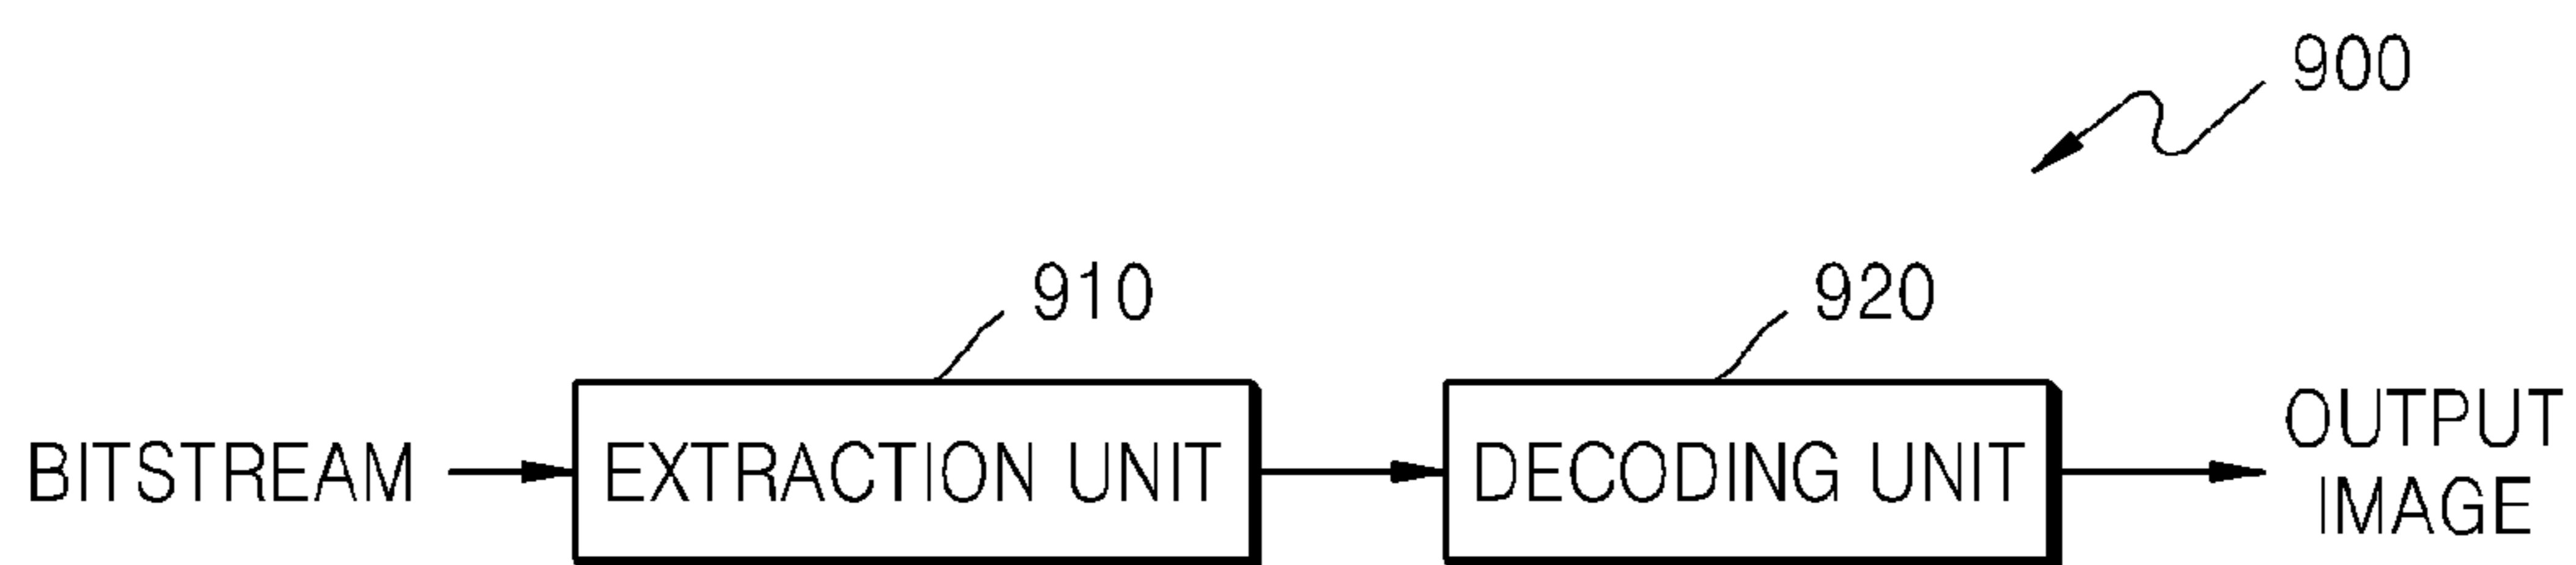 900
910
920
BITSTREAM
EXTRACTION UNIT
DECODING UNIT
OUTPUT
IMAGE